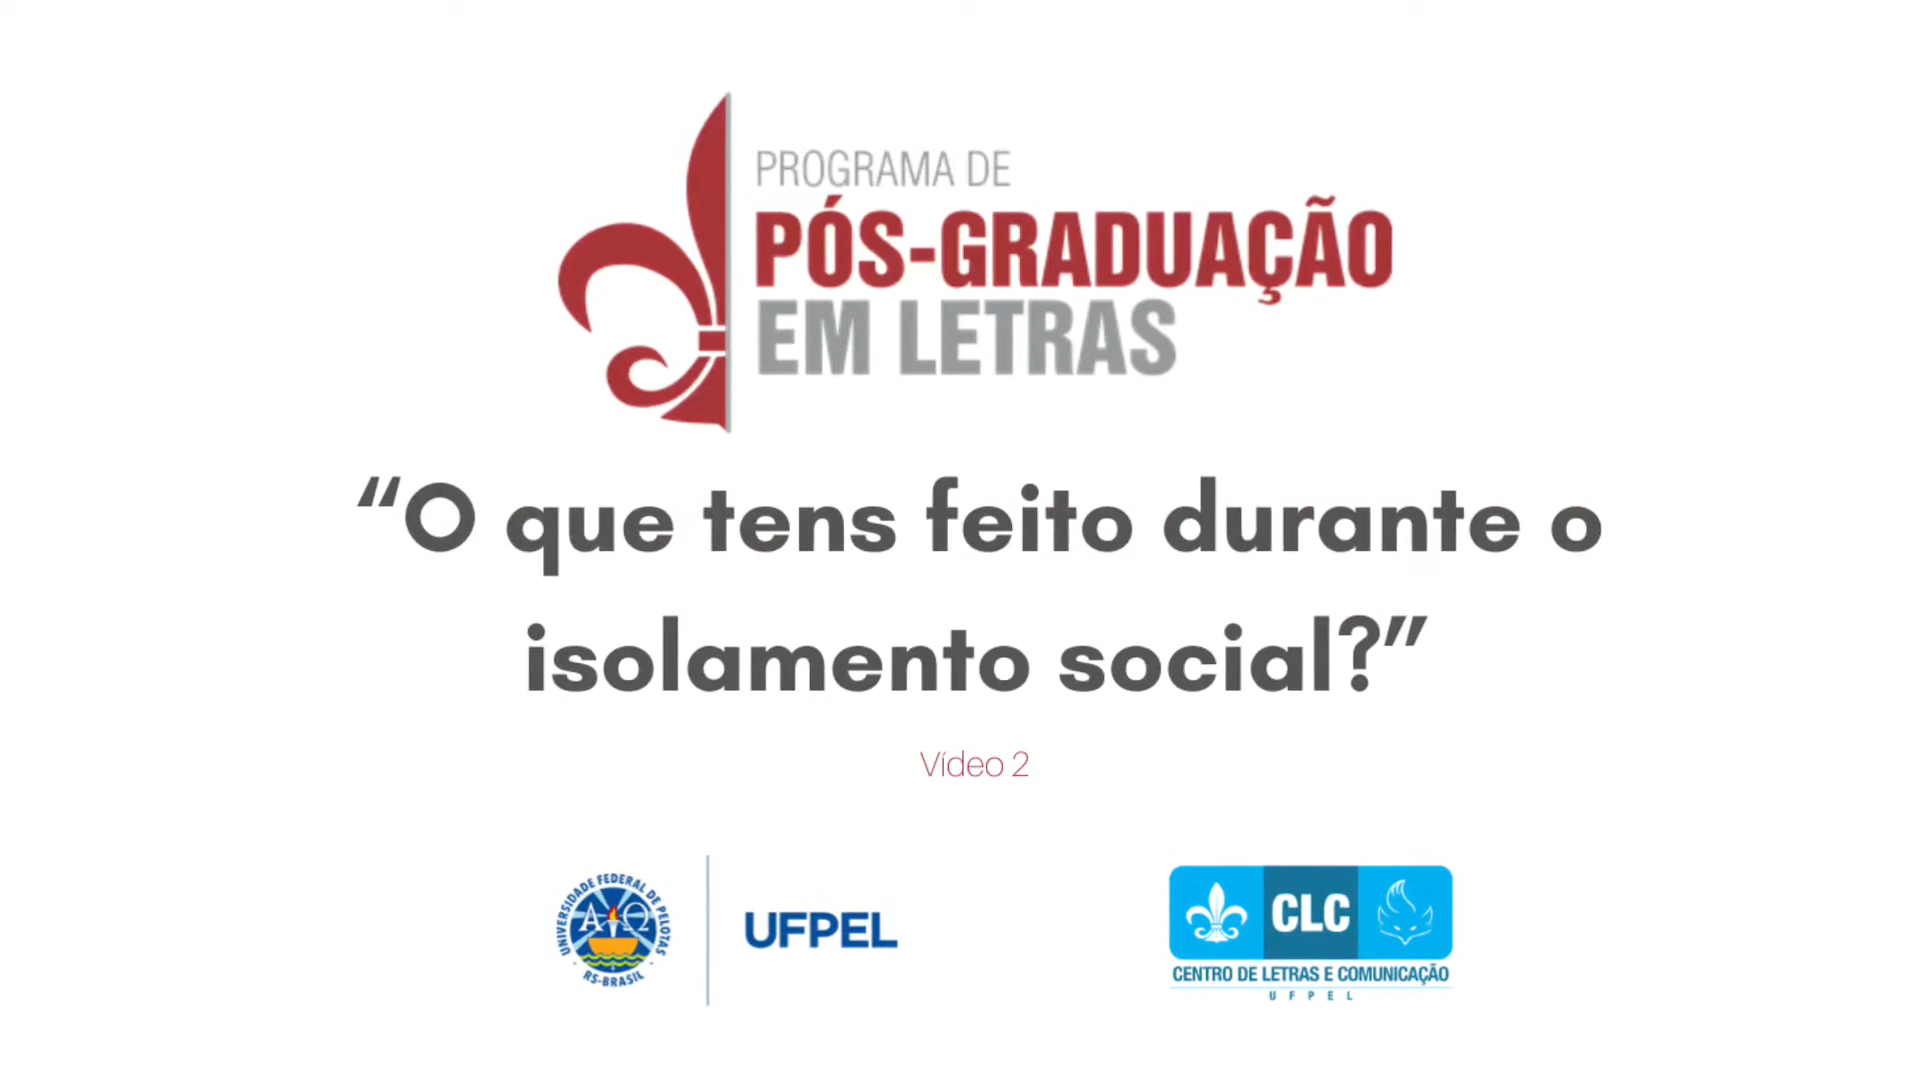 PROGRAMA DE
PÓS-GRADUAÇÃO
EM LETRAS
“O que tens feito durante o
isolamento social?”
Vídeo 2
UNIVERSIDADE FEDERAL DE PELOTAS
ΑΩ
RS-BRASIL
UFPEL
CLC
CENTRO DE LETRAS E COMUNICAÇÃO
UFPEL